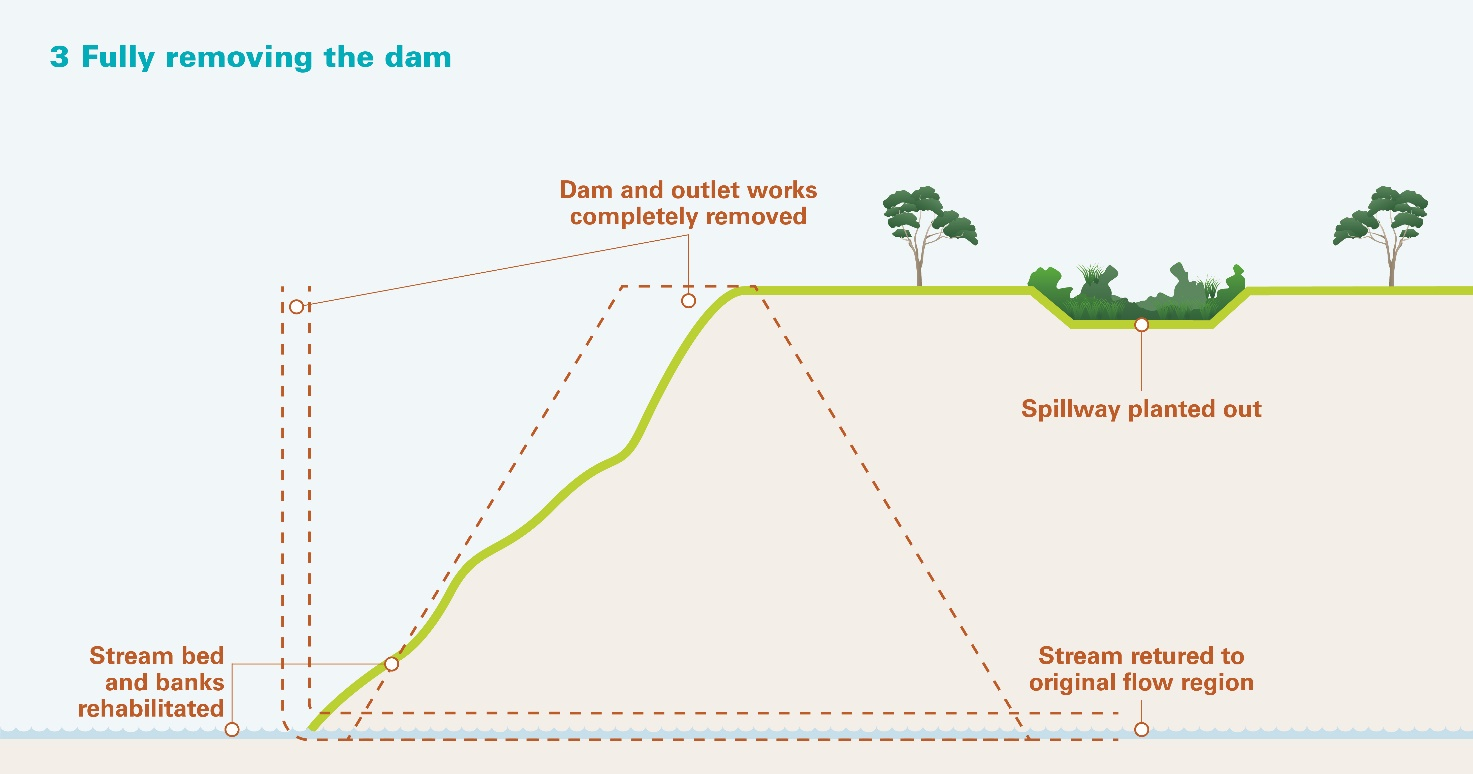 3 Fully removing the dam
Dam and outlet works
completely removed
Spillway planted out
Stream bed
and banks
rehabilitated
Stream retured to
original flow region